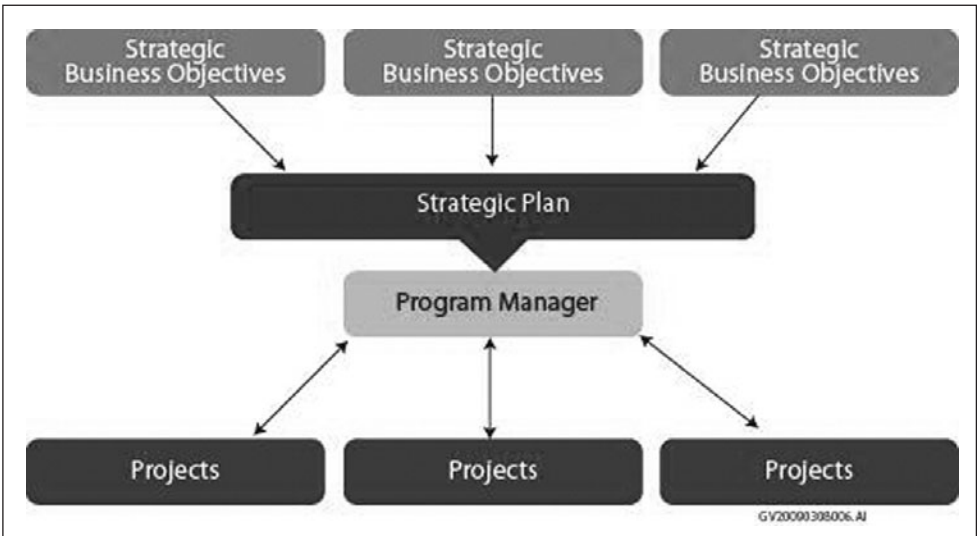 Strategic
Business Objectives
Strategic
Business Objectives
Strategic
Business Objectives
Strategic Plan
Program Manager
Projects
Projects
Projects
GV20090308006.AI